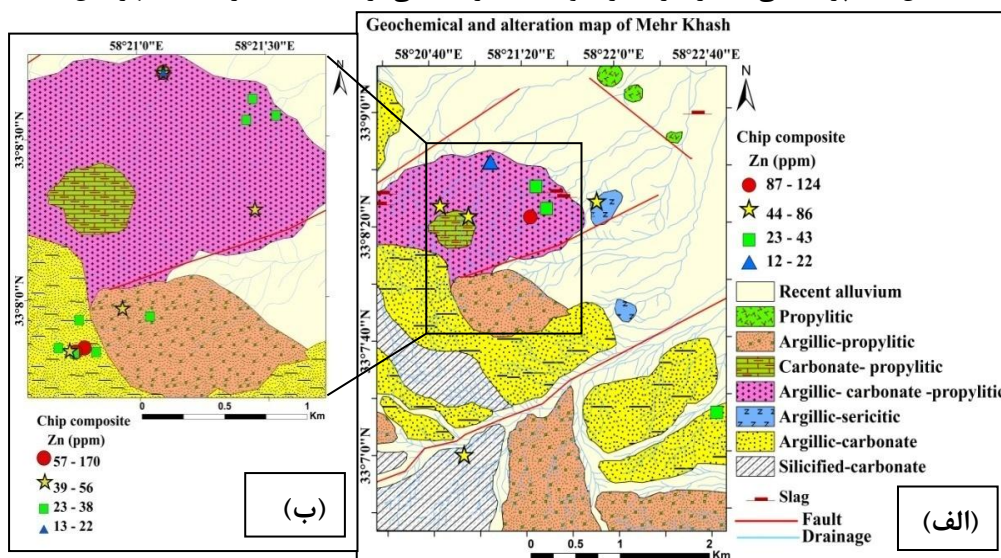 Geochemical and alteration map of Mehr Khash
58°20'40"E 58°21'20"E 58°22'0"E 58°22'40"E
33°9'0"N
33°8'20"N
33°7'40"N
33°7'0"N
N
Chip composite
Zn (ppm)
87 - 124
44 - 86
23 - 43
12 - 22
Recent alluvium
Propylitic
Argillic-propylitic
Carbonate- propylitic
Argillic- carbonate -propylitic
Argillic-sericitic
Argillic-carbonate
Silicified-carbonate
Slag
Fault
Drainage
0 0.5 1 2
Km
(الف)
58°21'0"E 58°21'30"E
33°8'30"N
33°8'0"N
N
0 0.5 1
Km
Chip composite
Zn (ppm)
57 - 170
39 - 56
23 - 38
13 - 22
(ب)